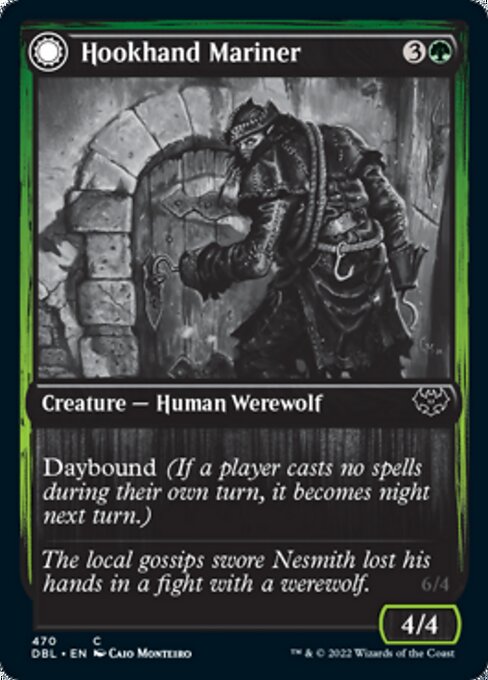 Hookhand Mariner 3
Creature — Human Werewolf
Daybound (If a player casts no spells
during their own turn, it becomes night
next turn.)
The local gossips swore Nesmith lost his
hands in a fight with a werewolf.
6/4
4/4
470 C
DBL • EN Caio Monteiro
™ & © 2022 Wizards of the Coast